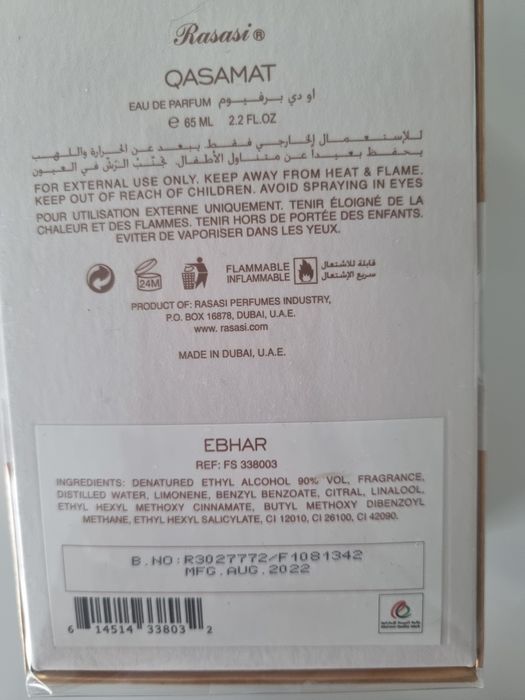 Rasasi®
QASAMAT
EAU DE PARFUM او دي برفيوم
e 65 ML 2.2 FL.OZ
للإستعمال الخارجي فقط يبعد عن الحرارة واللهب
يحفظ بعيداً عن متناول الأطفال. تجنب الرش في العيون
FOR EXTERNAL USE ONLY. KEEP AWAY FROM HEAT & FLAME.
KEEP OUT OF REACH OF CHILDREN. AVOID SPRAYING IN EYES
POUR UTILISATION EXTERNE UNIQUEMENT. TENIR ÉLOIGNÉ DE LA
CHALEUR ET DES FLAMMES. TENIR HORS DE PORTÉE DES ENFANTS.
EVITER DE VAPORISER DANS LES YEUX.
24M
FLAMMABLE قابلة للاشتعال
INFLAMMABLE سريع الإشتعال
PRODUCT OF: RASASI PERFUMES INDUSTRY,
P.O. BOX 16878, DUBAI, U.A.E.
www. rasasi.com
MADE IN DUBAI, U.A.E.
EBHAR
REF: FS 338003
INGREDIENTS: DENATURED ETHYL ALCOHOL 90% VOL, FRAGRANCE,
DISTILLED WATER, LIMONENE, BENZYL BENZOATE, CITRAL, LINALOOL,
ETHYL HEXYL METHOXY CINNAMATE, BUTYL METHOXY DIBENZOYL
METHANE, ETHYL HEXYL SALICYLATE, CI 12010, CI 26100, CI 42090.
B.NO:R3027772/F1081342
MFG.AUG.2022
6 14514 33803 2